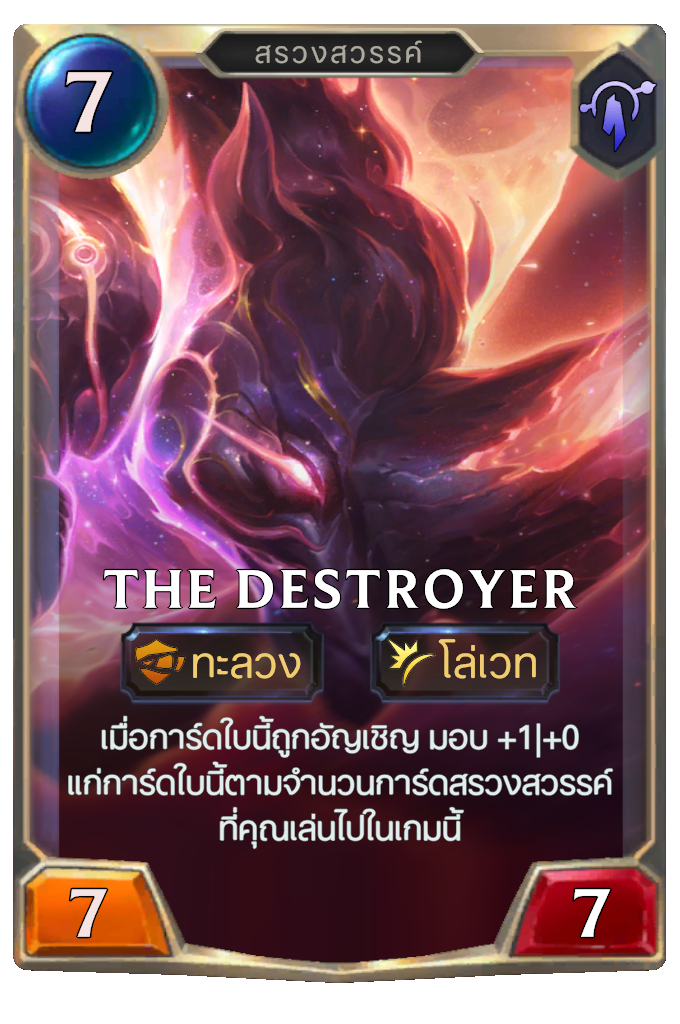 สรวงสวรรค์
7
THE DESTROYER
ทะลวง
โล่เวท
เมื่อการ์ดใบนี้ถูกอัญเชิญ มอบ +1|+0
แก่การ์ดใบนี้ตามจำนวนการ์ดสรวงสวรรค์
ที่คุณเล่นไปในเกมนี้
7
7